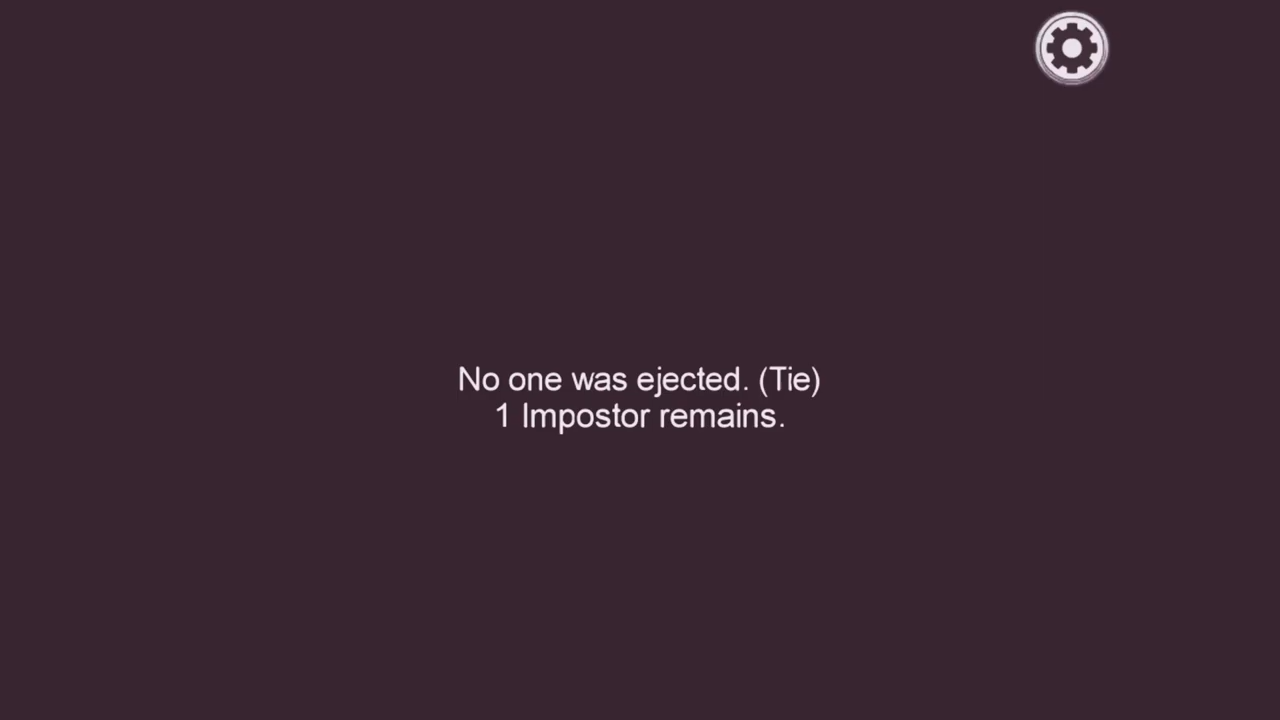 No one was ejected. (Tie)
1 Impostor remains.